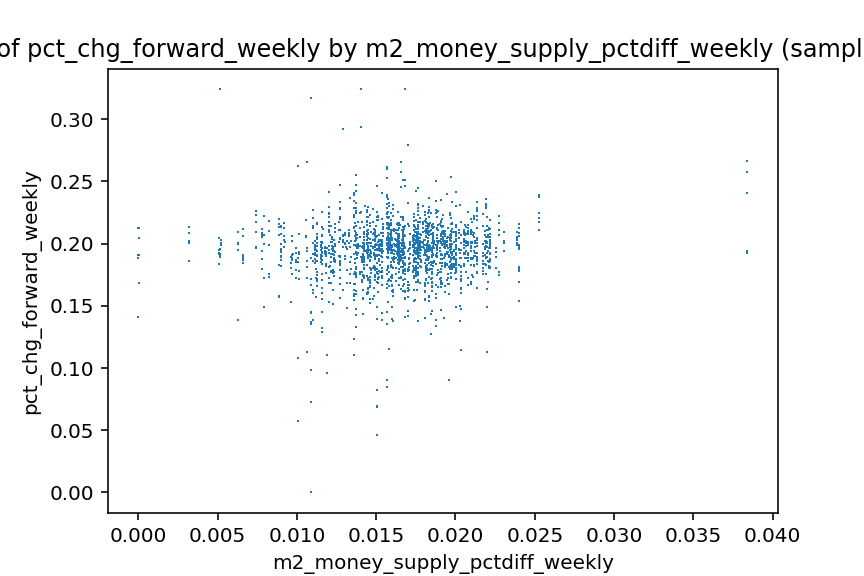 of pct_chg_forward_weekly by m2_money_supply_pctdiff_weekly (sampl
0.30
0.25
0.20
0.15
0.10
0.05
0.00
pct_chg_forward_weekly
0.000 0.005 0.010 0.015 0.020 0.025 0.030 0.035 0.040
m2_money_supply_pctdiff_weekly